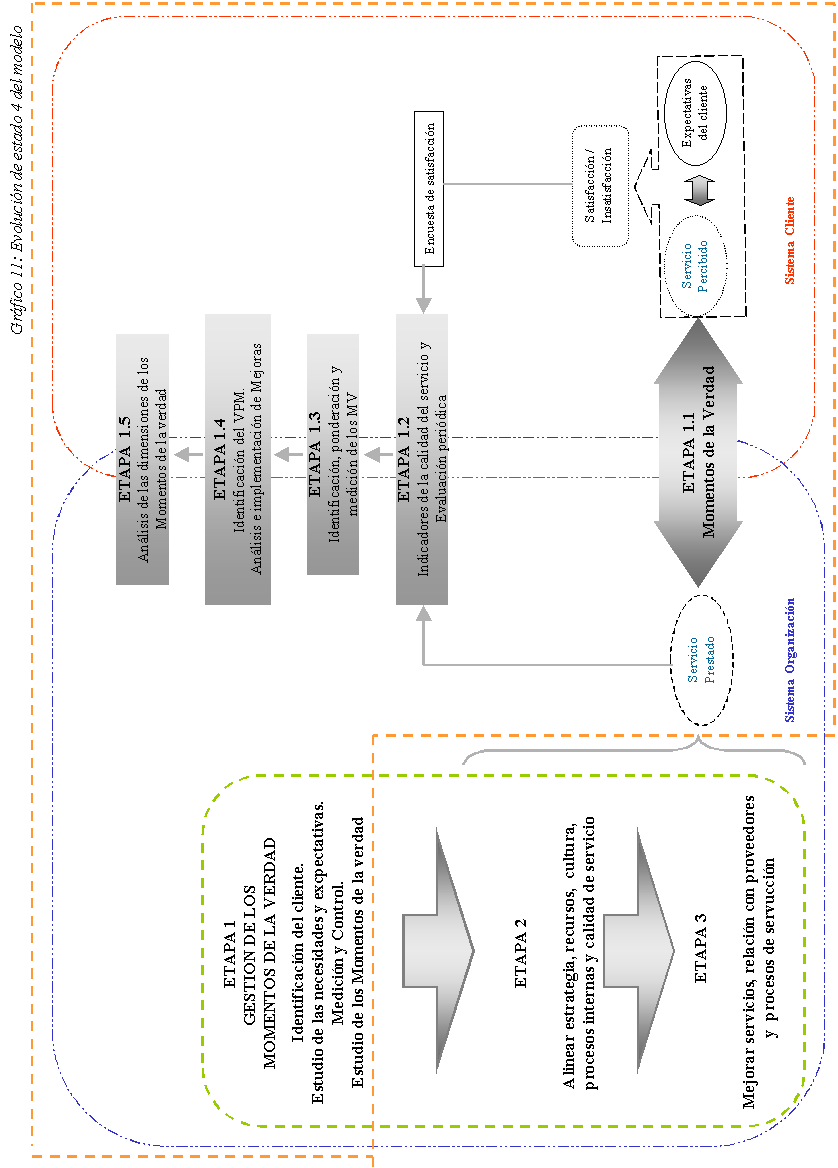 Gráfico 11: Evolución de estado 4 del modelo
ETAPA 1
GESTION DE LOS
MOMENTOS DE LA VERDAD
Identificación del cliente.
Estudio de las necesidades y excpectativas.
Medición y Control.
Estudio de los Momentos de la verdad
ETAPA 2
Alinear estrategia, recursos, cultura,
procesos internas y calidad de servicio
ETAPA 3
Mejorar servicios, relación con proveedores
y procesos de servucción
ETAPA 1.5
Análisis de las dimensiones de los
Momentos de la verdad
ETAPA 1.4
Identificación del VPM.
Análisis e implementación de Mejoras
ETAPA 1.3
Identificación, ponderación y
medición de los MV
ETAPA 1.2
Indicadores de la calidad del servicio y
Evaluación periódica
Encuesta de satisfacción
Satisfacción /
Insatisfacción
Servicio
Prestado
ETAPA 1.1
Momentos de la Verdad
Servicio
Percibido
Expectativas
del cliente
Sistema Organización
Sistema Cliente